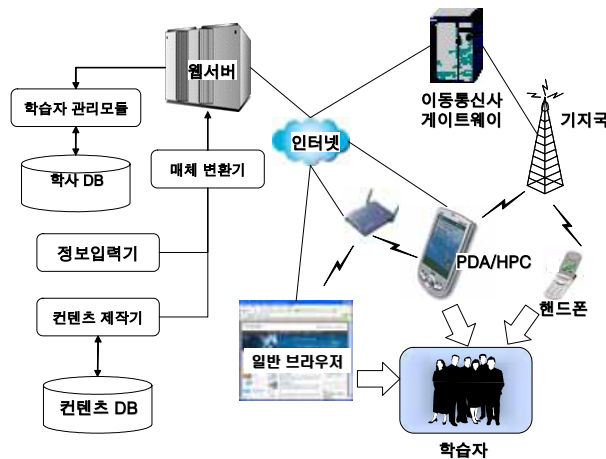 웹서버
이동통신사
게이트웨이
기지국
학습자 관리모듈
인터넷
매체 변환기
학사 DB
정보입력기
PDA/HPC
핸드폰
컨텐츠 제작기
일반 브라우저
컨텐츠 DB
학습자